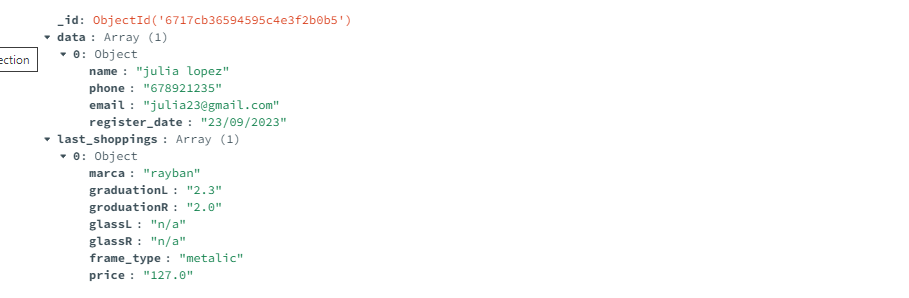 _id: ObjectId('6717cb36594595c4e3f2b0b5')
data : Array (1)
ection
0: Object
name : "julia lopez"
phone : "678921235"
email : "julia23@gmail.com"
register_date : "23/09/2023"
last_shoppings : Array (1)
0: Object
marca : "rayban"
graduationL : "2.3"
groduationR : "2.0"
glassL : "n/a"
glassR : "n/a"
frame_type : "metalic"
price : "127.0"